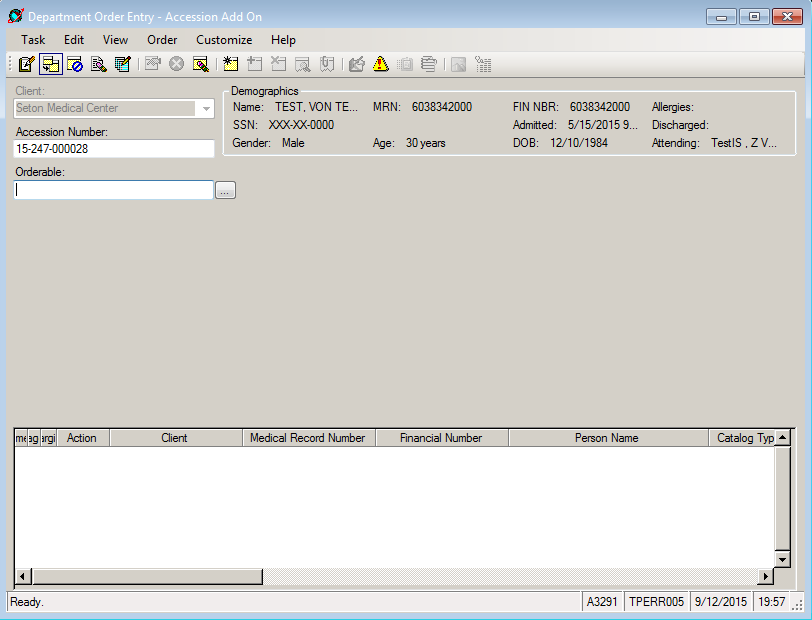 Department Order Entry - Accession Add On
Task Edit View Order Customize Help
Client:
Seton Medical Center
Accession Number:
15-247-000028
Orderable:
...
Demographics
Name: TEST, VON TE... MRN: 6038342000 FIN NBR: 6038342000 Allergies:
SSN: XXX-XX-0000 Admitted: 5/15/2015 9... Discharged:
Gender: Male Age: 30 years DOB: 12/10/1984 Attending: TestIS , Z V...
me ag argi Action Client Medical Record Number Financial Number Person Name Catalog Typ
Ready. A3291 TPERR005 9/12/2015 19:57